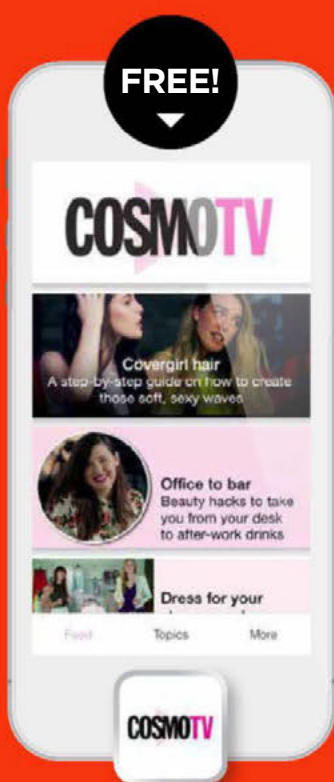 FREE!
COSMOTV
Covergirl hair
A step-by-step guide on how to create
those soft, sexy waves
Office to bar
Beauty hacks to take
you from your desk
to after-work drinks
Dress for your
Feed
Topics
More
COSMOTV